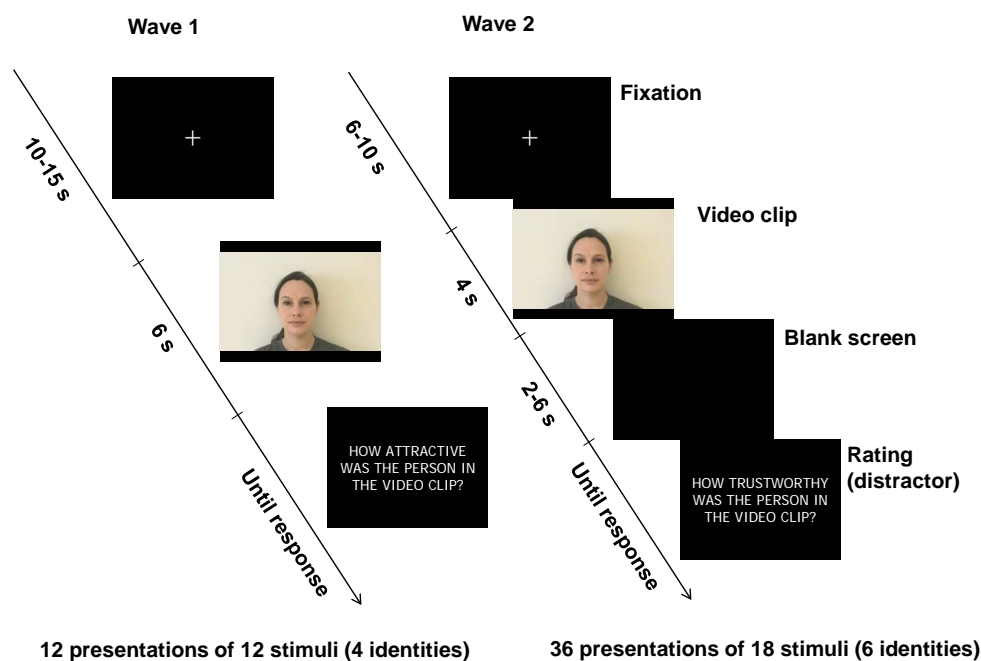 Wave 1
10-15 s
6 s
Until response
HOW ATTRACTIVE
WAS THE PERSON IN
THE VIDEO CLIP?
12 presentations of 12 stimuli (4 identities)
Wave 2
6-10 s
4 s
2-6 s
Until response
Fixation
Video clip
Blank screen
Rating
(distractor)
HOW TRUSTWORTHY
WAS THE PERSON IN
THE VIDEO CLIP?
36 presentations of 18 stimuli (6 identities)